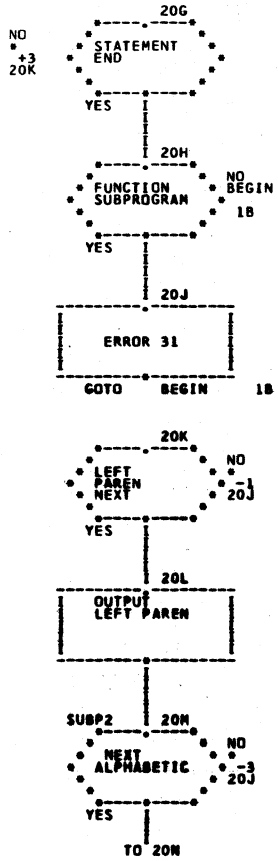 20G
NO
*
+3
20K
STATEMENT
END
YES
20H
FUNCTION
SUBPROGRAM
NO
BEGIN
1B
YES
20J
ERROR 31
GOTO BEGIN 1B
20K
LEFT
PAREN
NEXT
NO
*
-1
20J
YES
20L
OUTPUT
LEFT PAREN
SUBP2 20M
NEXT
ALPHABETIC
NO
*
-3
20J
YES
TO 20N